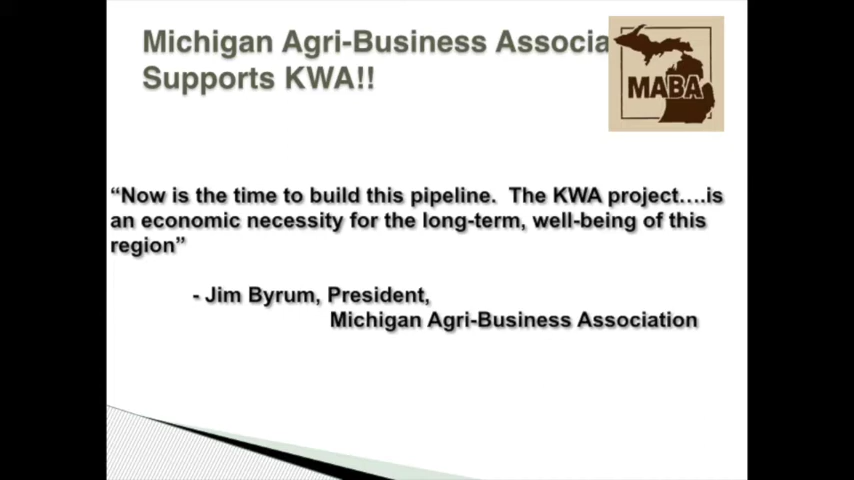 Michigan Agri-Business Associa
Supports KWA!!
MABA
“Now is the time to build this pipeline. The KWA project….is
an economic necessity for the long-term, well-being of this
region”
- Jim Byrum, President,
Michigan Agri-Business Association